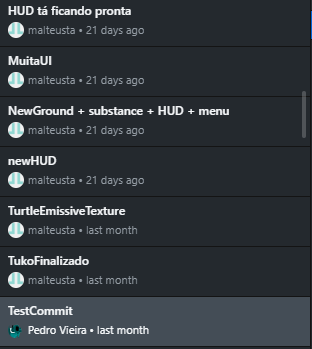 HUD tá ficando pronta
malteusta • 21 days ago
MuitaUI
malteusta • 21 days ago
NewGround + substance + HUD + menu
malteusta • 21 days ago
newHUD
malteusta • 21 days ago
TurtleEmissiveTexture
malteusta • last month
TukoFinalizado
malteusta • last month
TestCommit
Pedro Vieira • last month